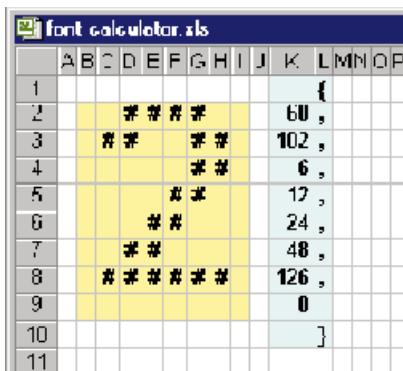 font calculator.xls
A B C D E F G H I J K L M N O P
1 {
2 # # # # 60 ,
3 # # # # 102 ,
4 # # 6 ,
5 # # 12 ,
6 # # 24 ,
7 # # 48 ,
8 # # # # # # 126 ,
9 0
10 }
11